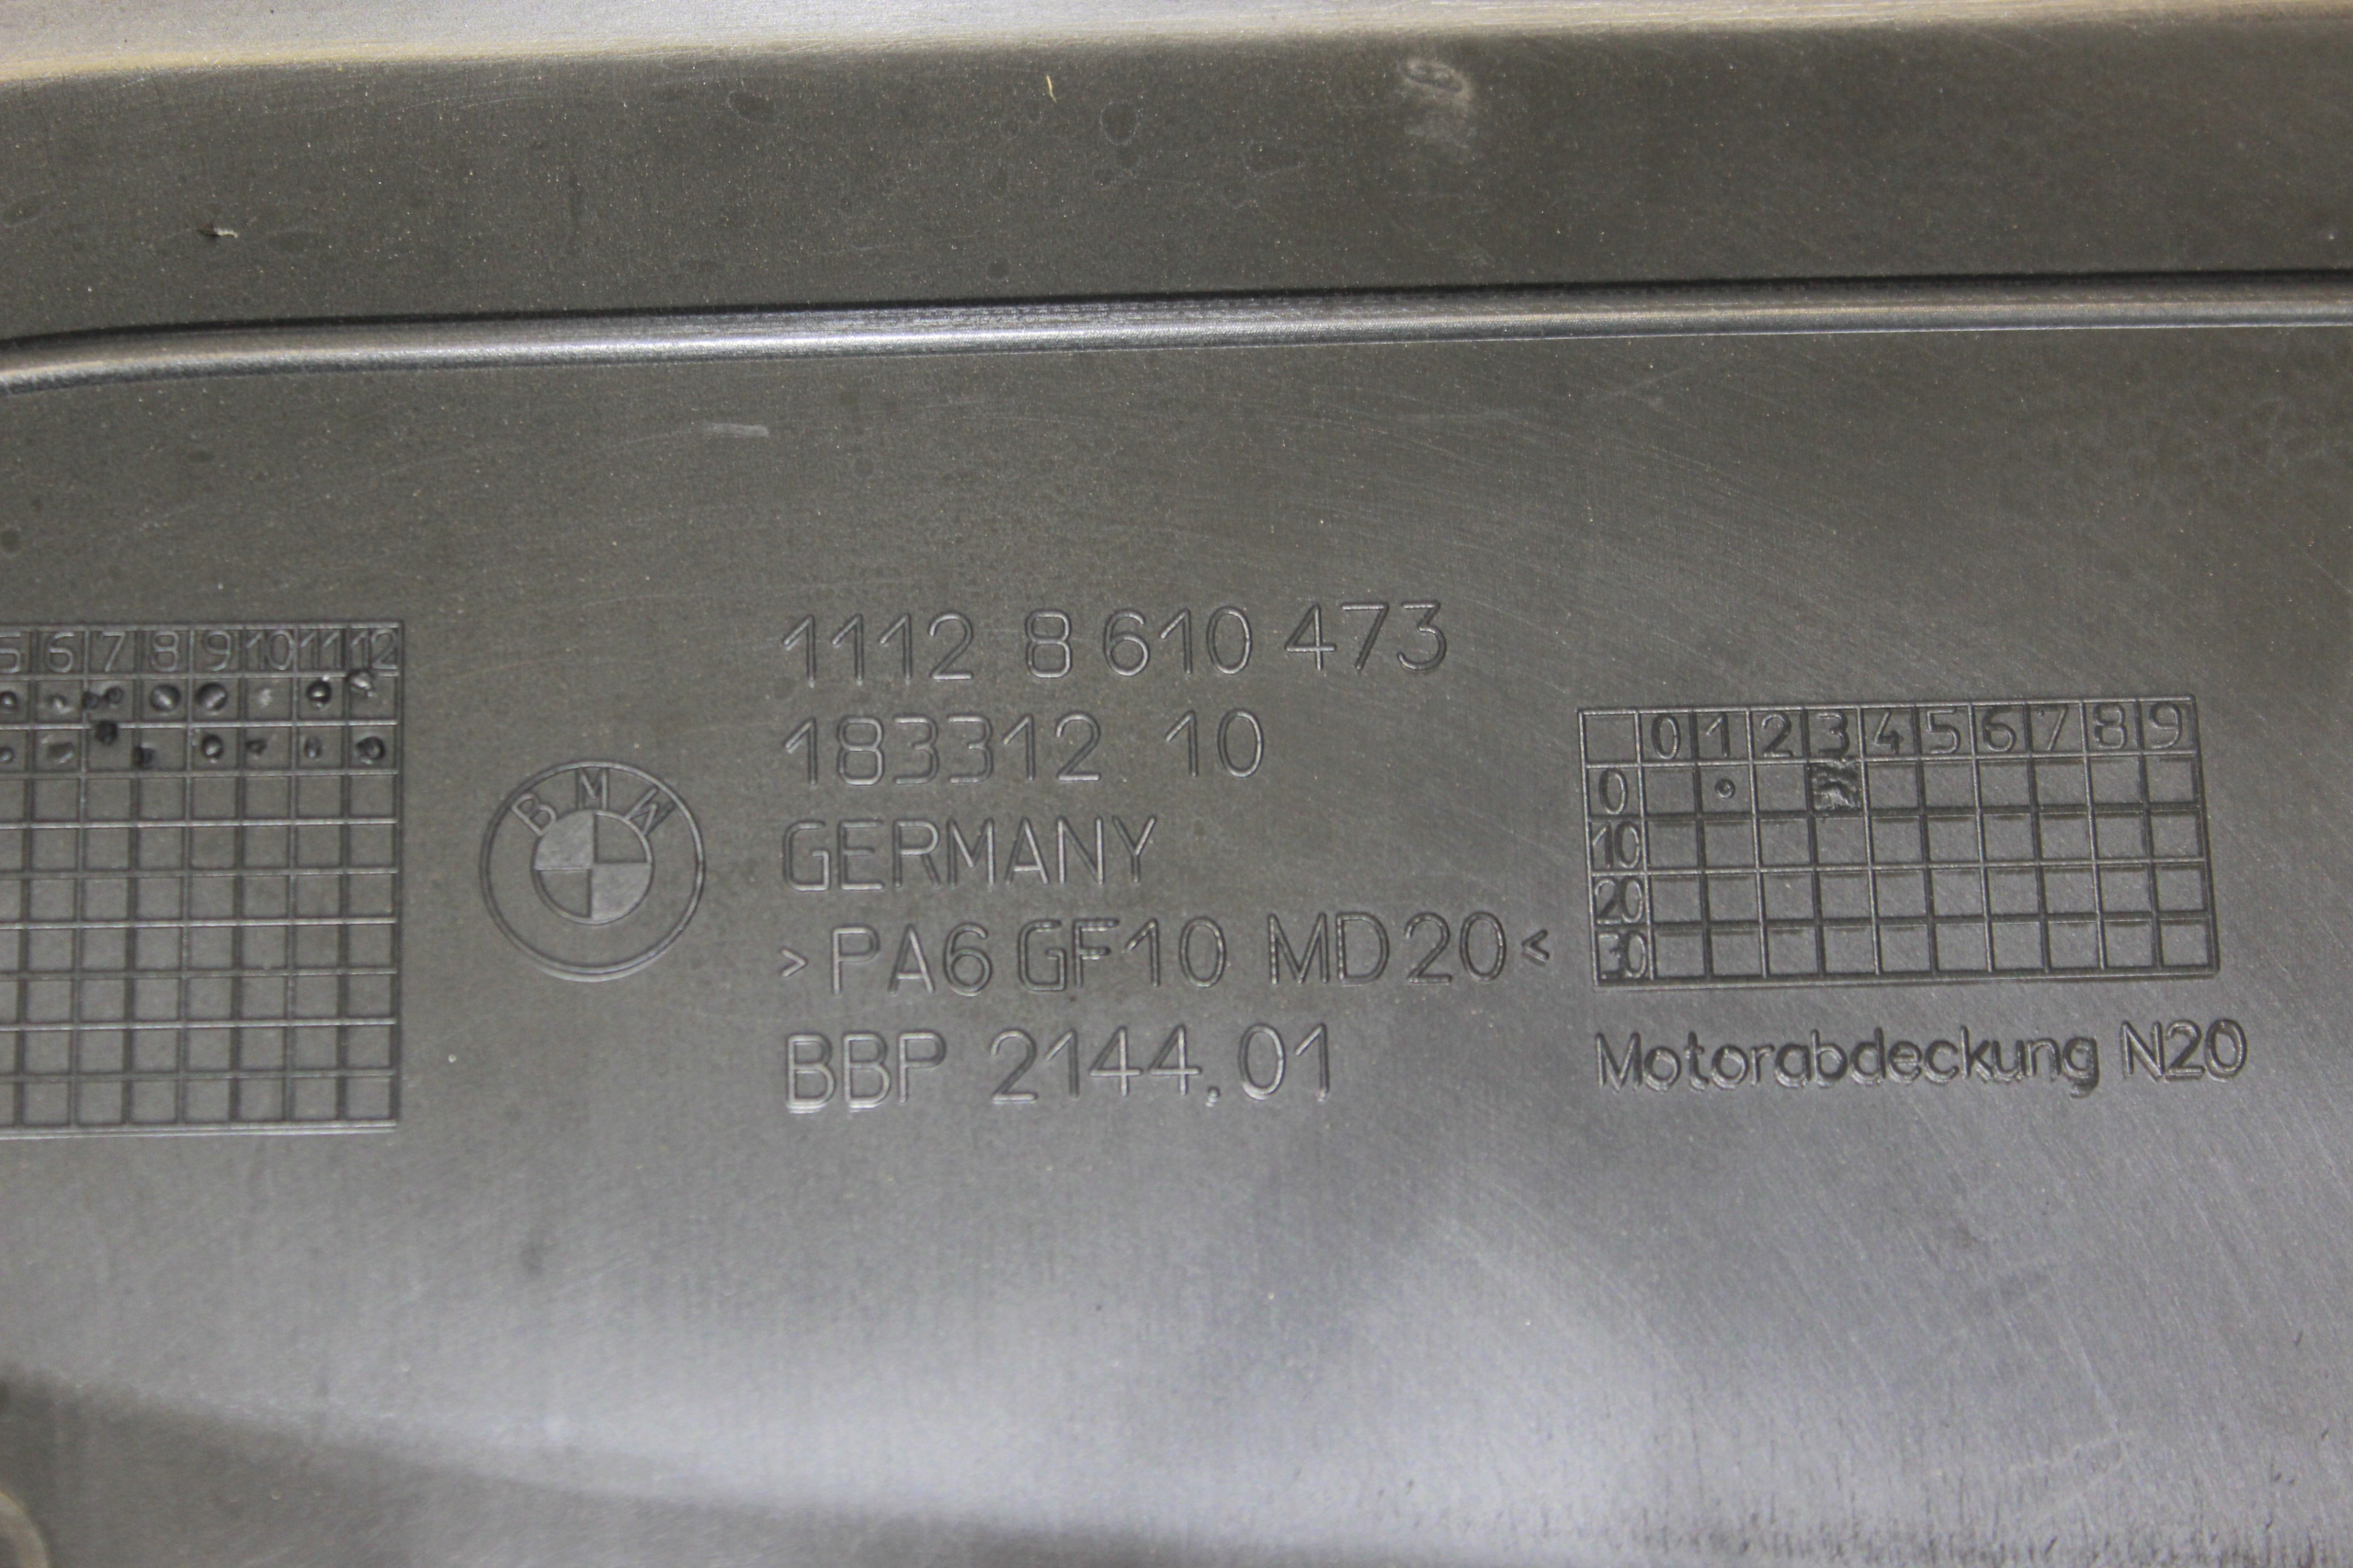 5 6 7 8 9 10 11 12
BMW
1112 8 610 473
183312 10
GERMANY
>PA6 GF10 MD20<
BBP 2144.01
0 1 2 3 4 5 6 7 8 9
0
10
20
30
Motorabdeckung N20